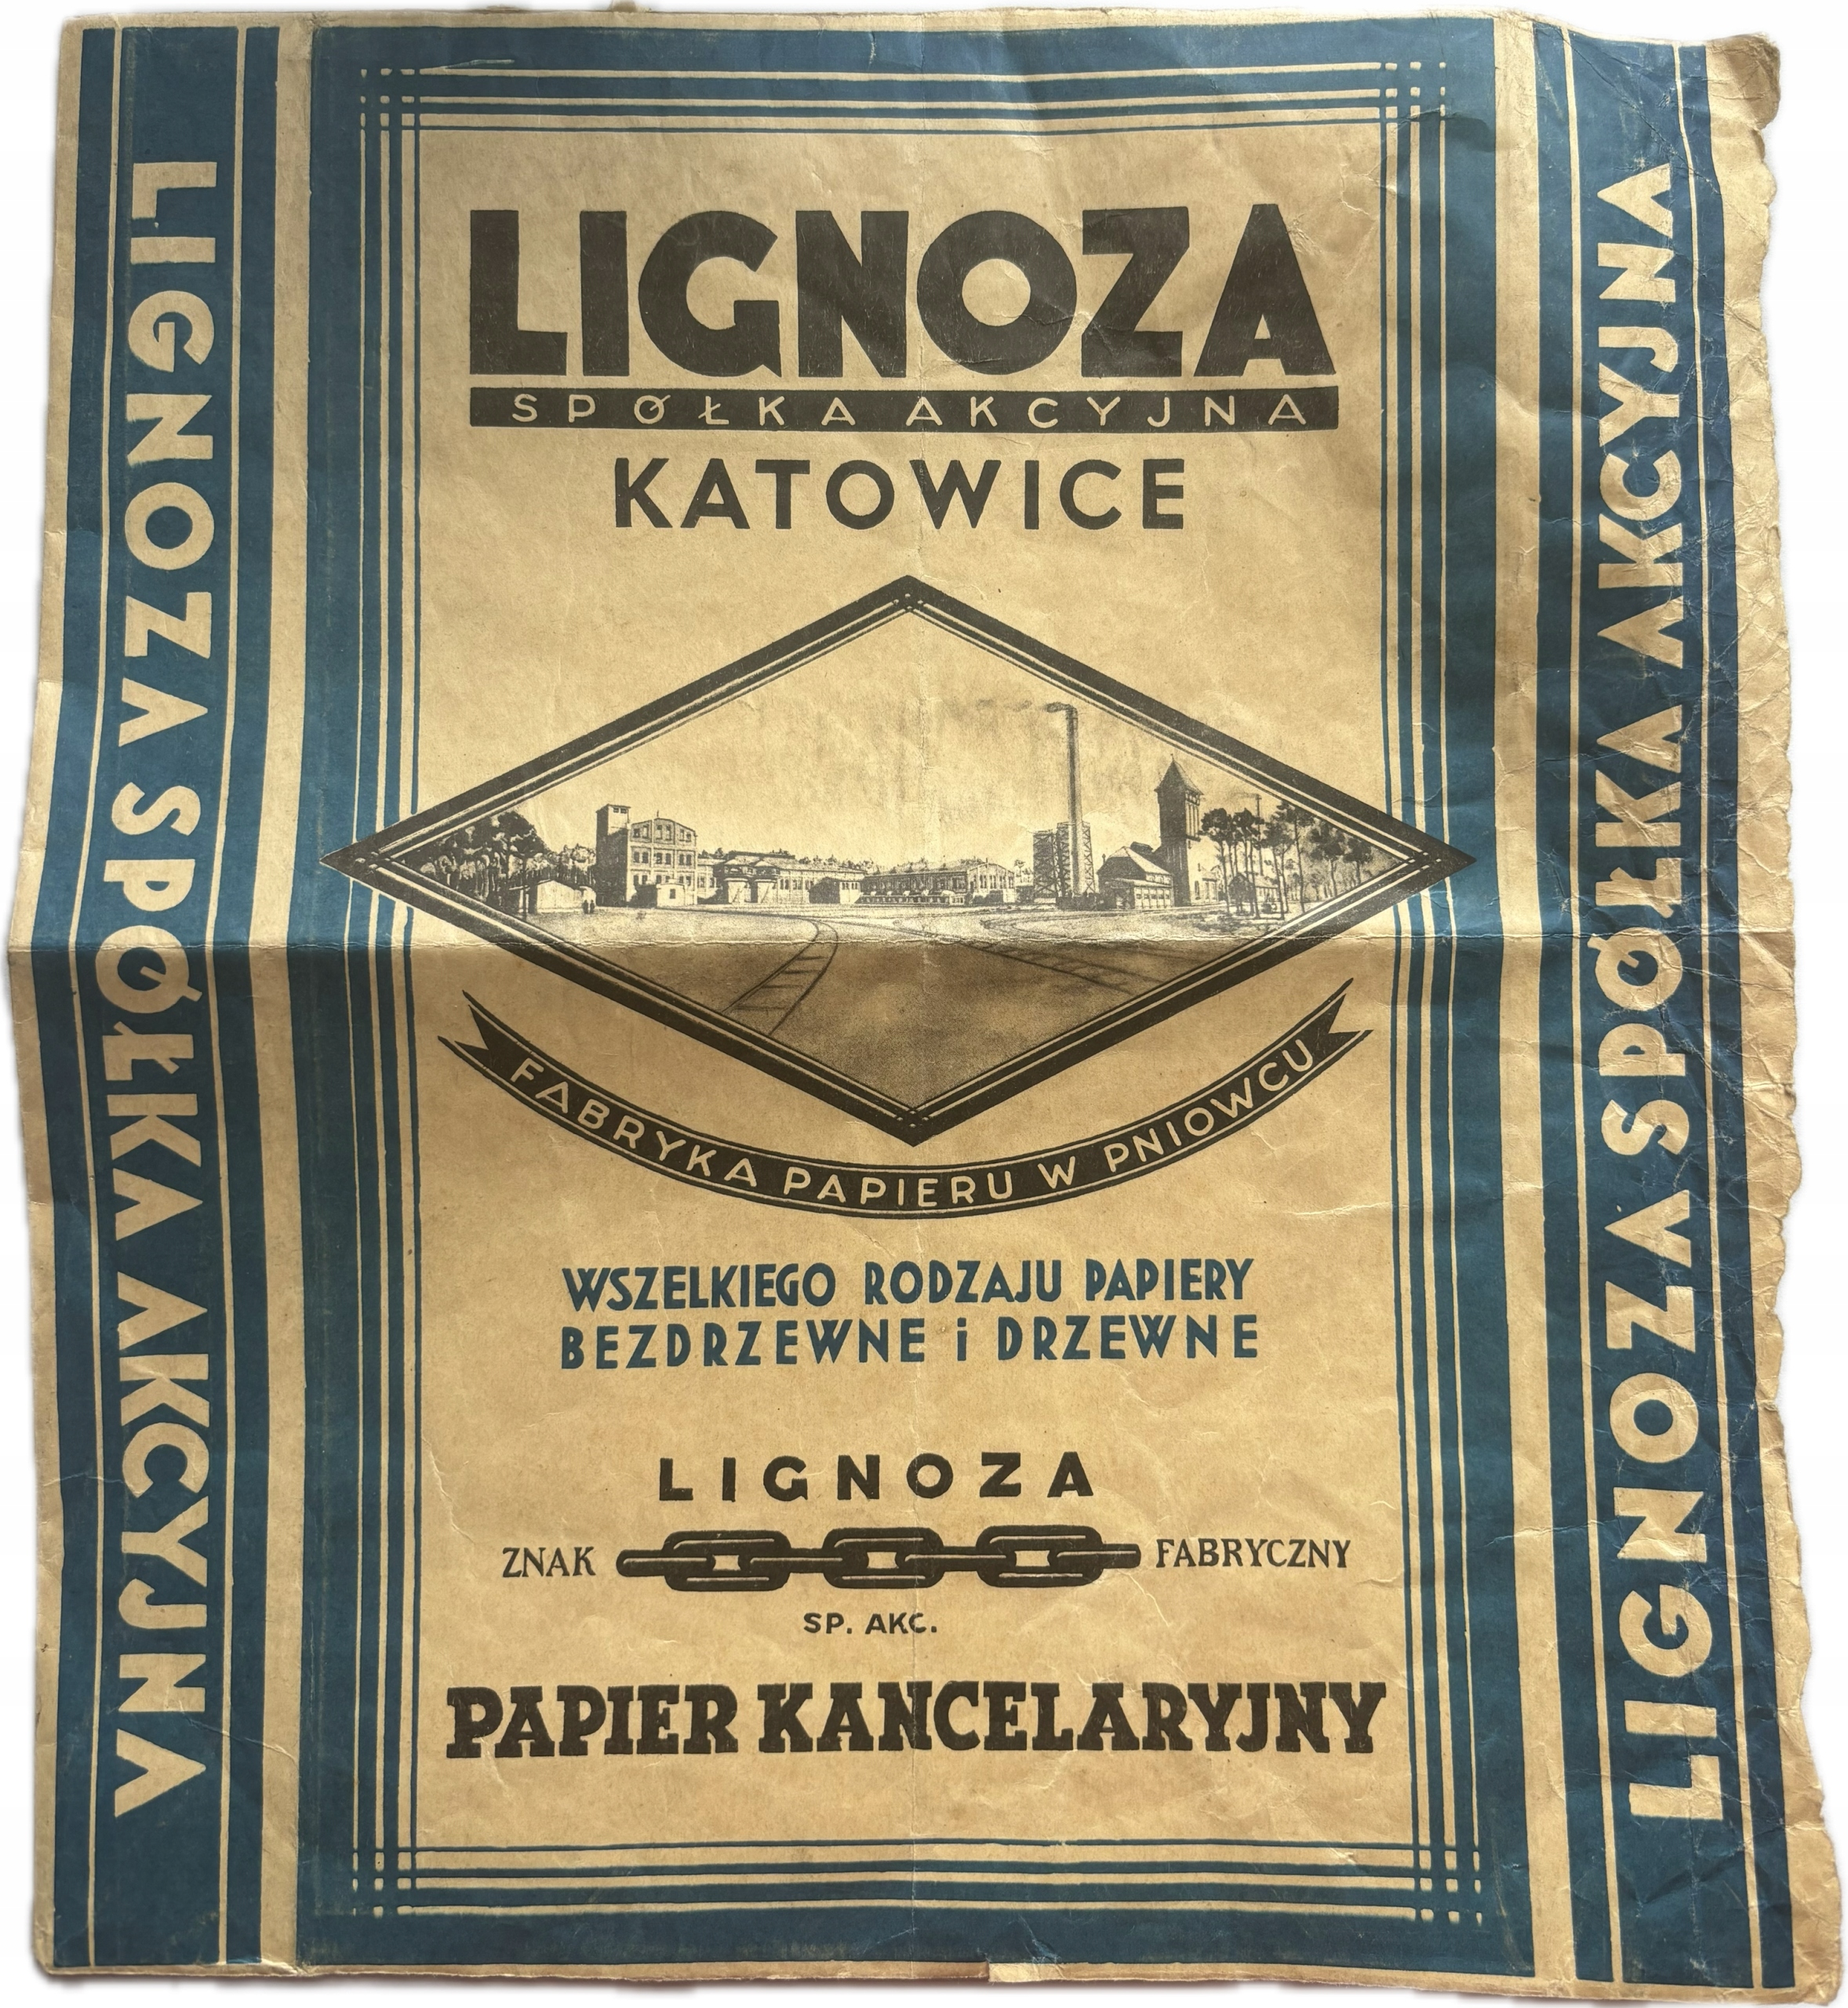 LIGNOZA
SPÓŁKA AKCYJNA
KATOWICE
FABRYKA PAPIERU W PNIOWCU
WSZELKIEGO RODZAJU PAPIERY
BEZDRZEWNE i DRZEWNE
LIGNOZA
ZNAK FABRYCZNY
SP. AKC.
PAPIER KANCELARYJNY
LIGNOZA SPÓŁKA AKCYJNA
LIGNOZA SPÓŁKA AKCYJNA